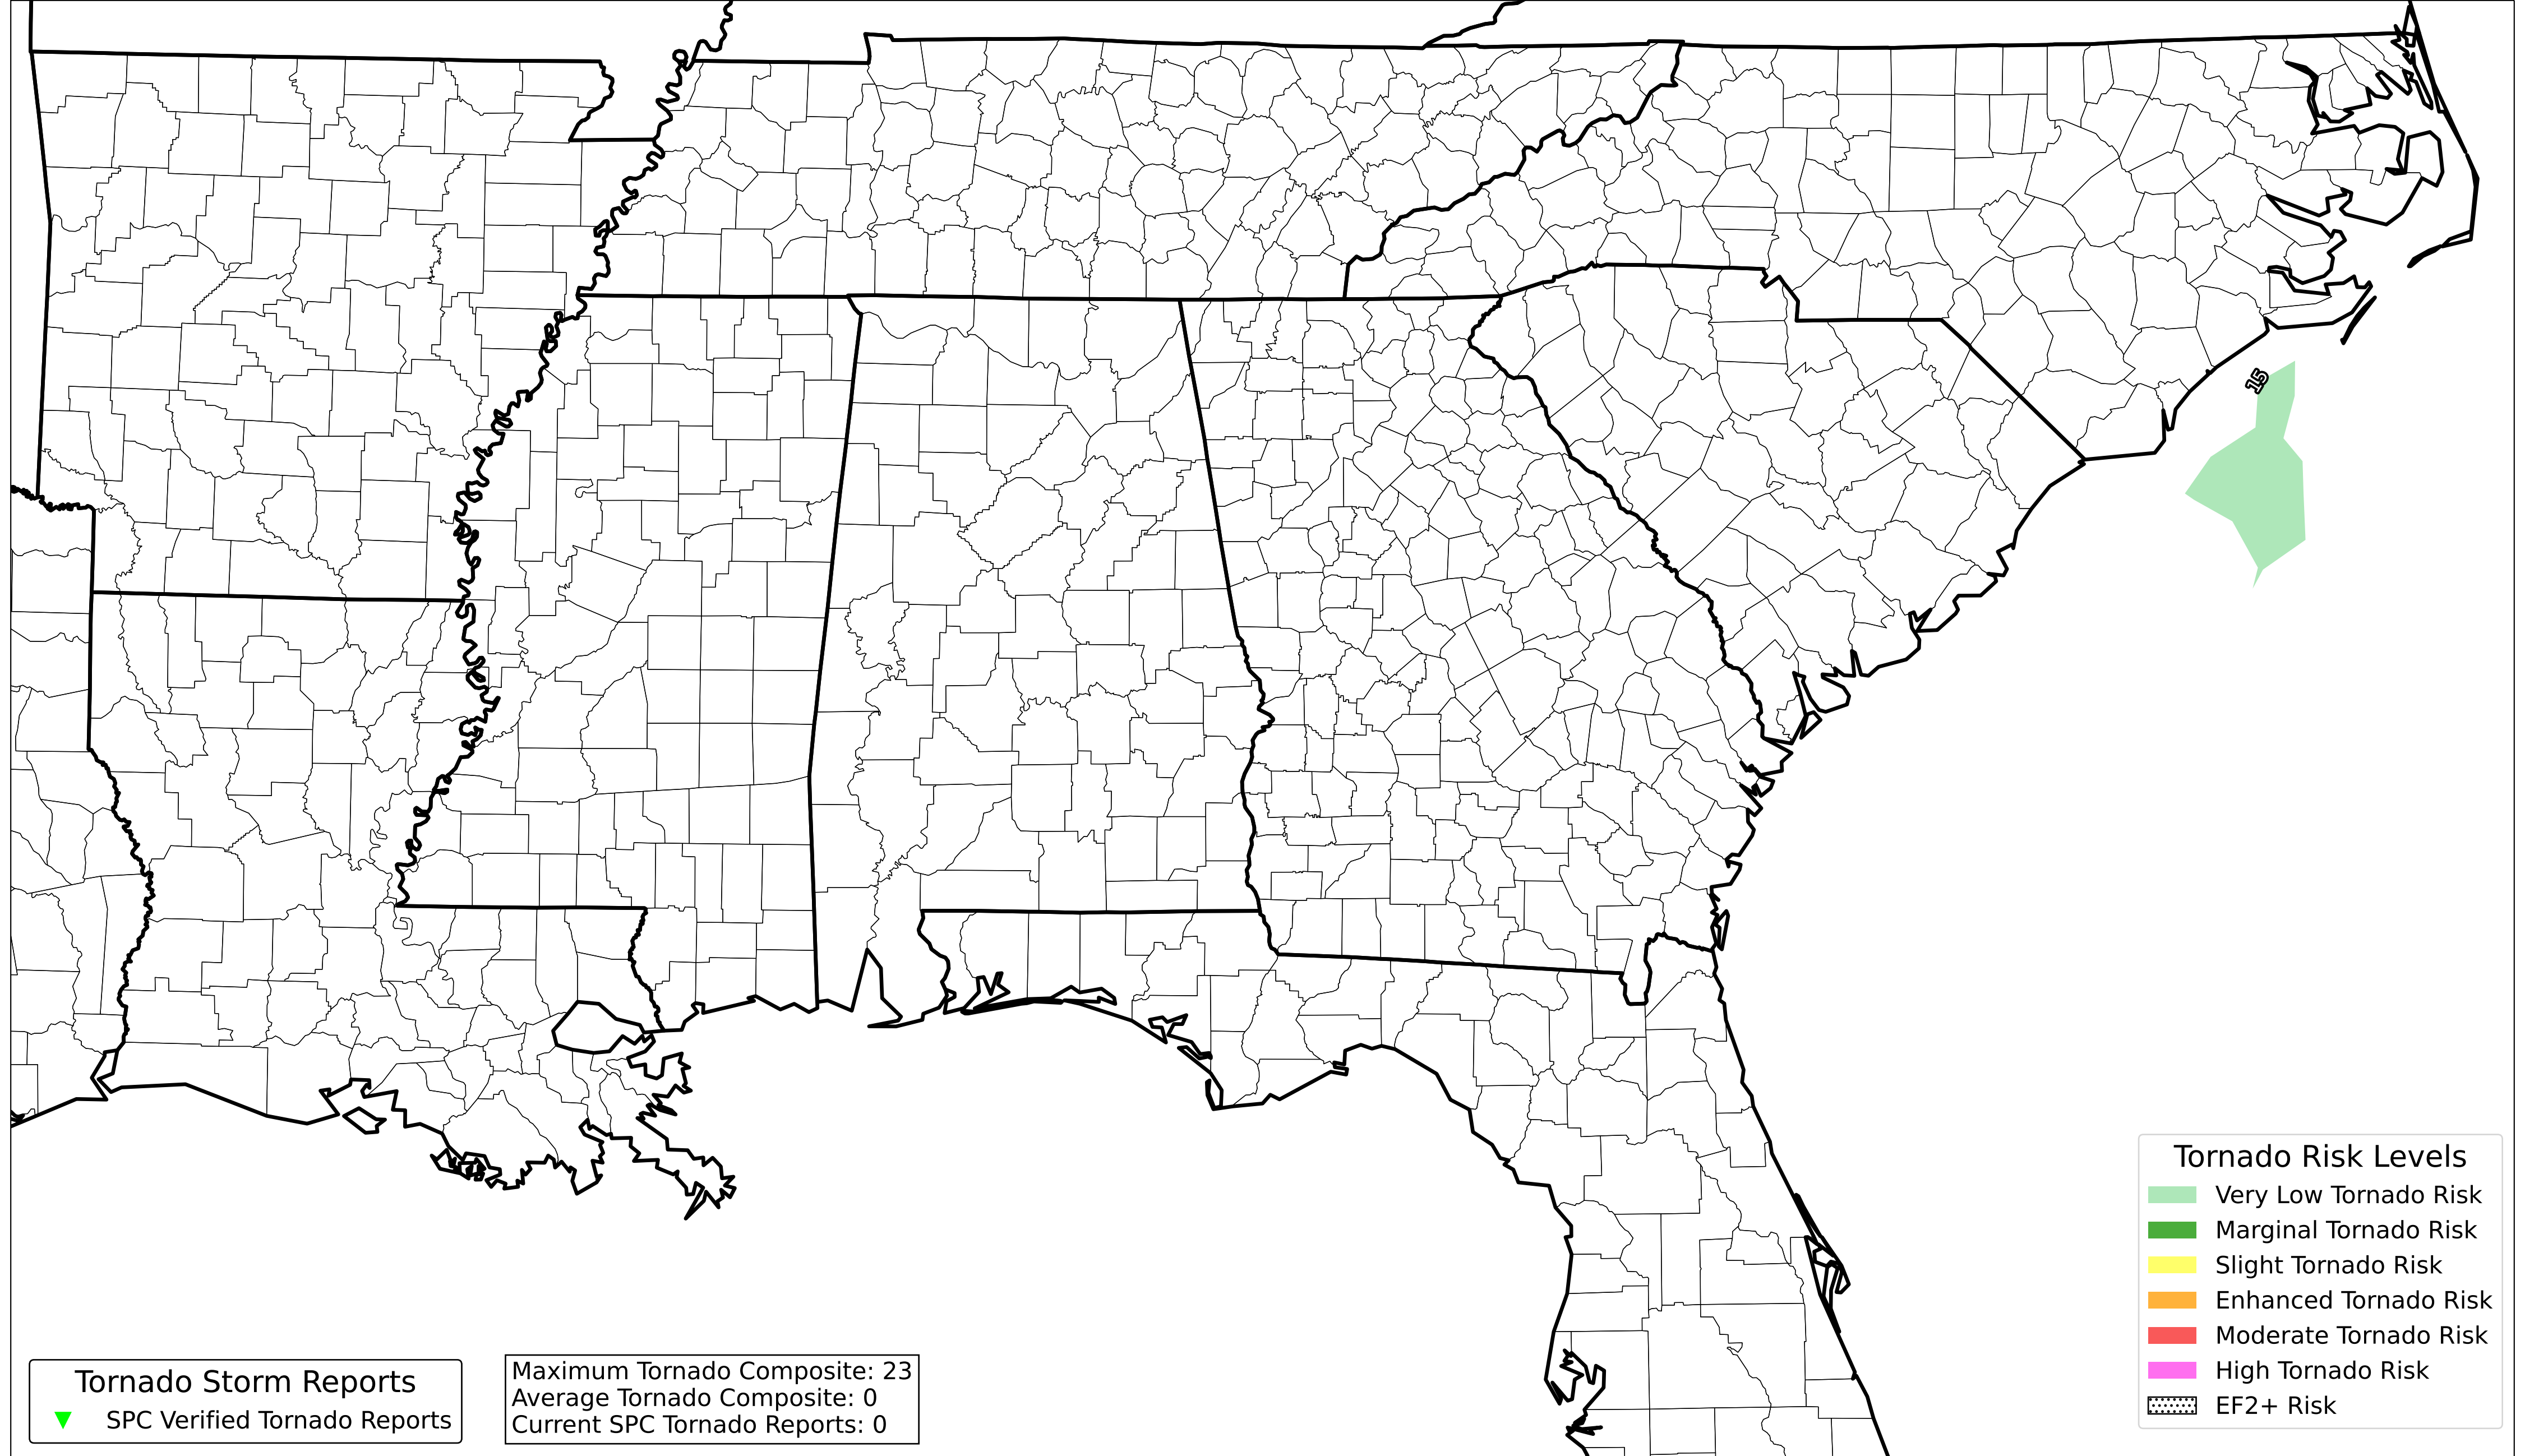 15
Tornado Risk Levels
Very Low Tornado Risk
Marginal Tornado Risk
Slight Tornado Risk
Enhanced Tornado Risk
Moderate Tornado Risk
High Tornado Risk
EF2+ Risk
Tornado Storm Reports
SPC Verified Tornado Reports
Maximum Tornado Composite: 23
Average Tornado Composite: 0
Current SPC Tornado Reports: 0